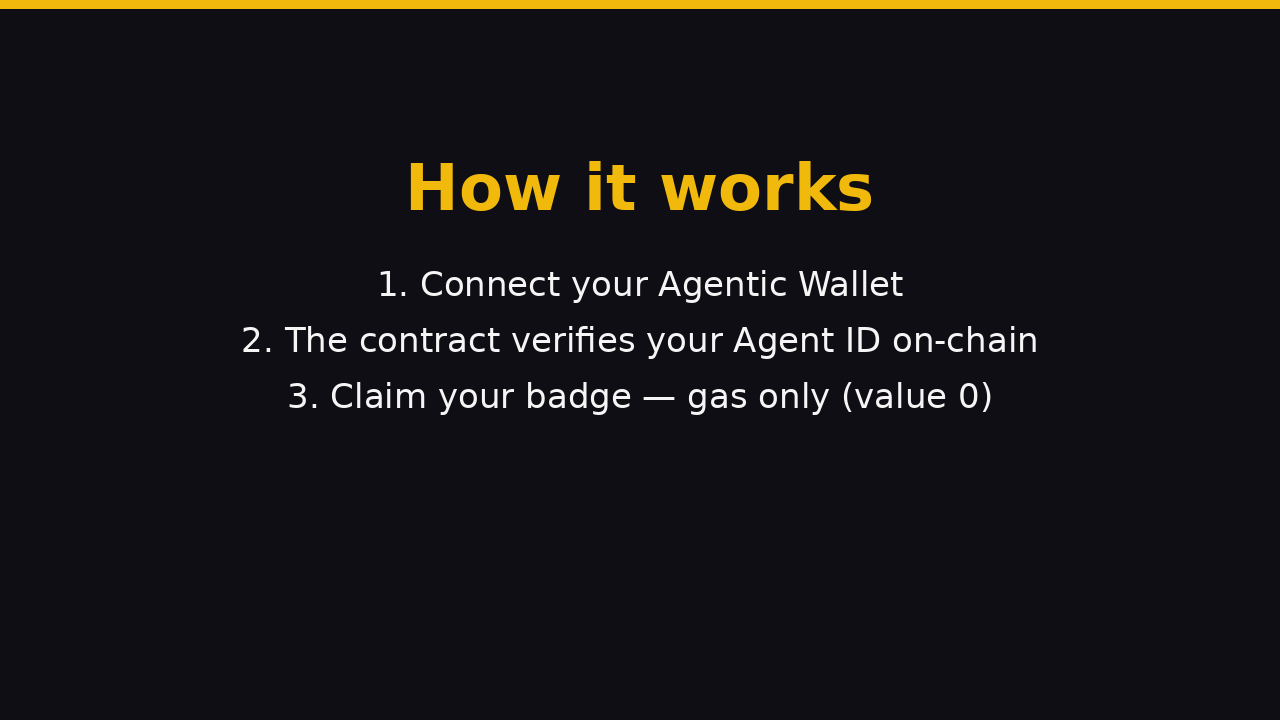 How it works
1. Connect your Agentic Wallet
2. The contract verifies your Agent ID on-chain
3. Claim your badge — gas only (value 0)